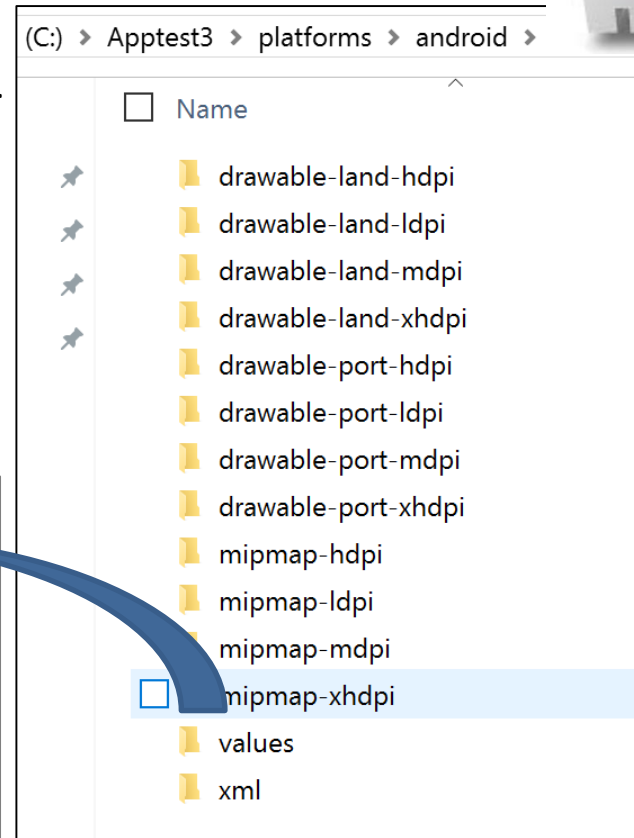 (C:) > Apptest3 > platforms > android >
Name
drawable-land-hdpi
drawable-land-ldpi
drawable-land-mdpi
drawable-land-xhdpi
drawable-port-hdpi
drawable-port-ldpi
drawable-port-mdpi
drawable-port-xhdpi
mipmap-hdpi
mipmap-ldpi
mipmap-mdpi
mipmap-xhdpi
values
xml